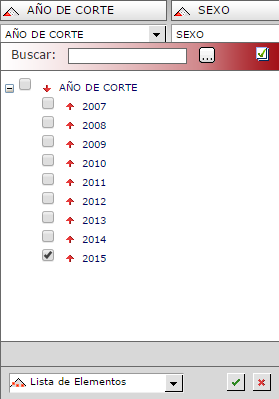 AÑO DE CORTE SEXO
AÑO DE CORTE SEXO
Buscar: ...
AÑO DE CORTE
2007
2008
2009
2010
2011
2012
2013
2014
2015
Lista de Elementos